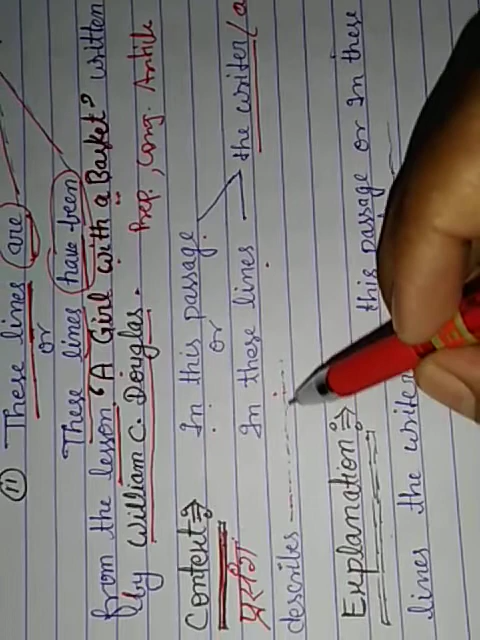 (ii) These lines (are)
or
These lines (have been
from the lesson "A Girl with a Basket" written
by William C. Douglas.
Prep, Conj. Article
Content⇒ In this passage
or
प्रसंग In these lines — the writer (a
describes
Explanation⇒ this passage or In these
lines the writer